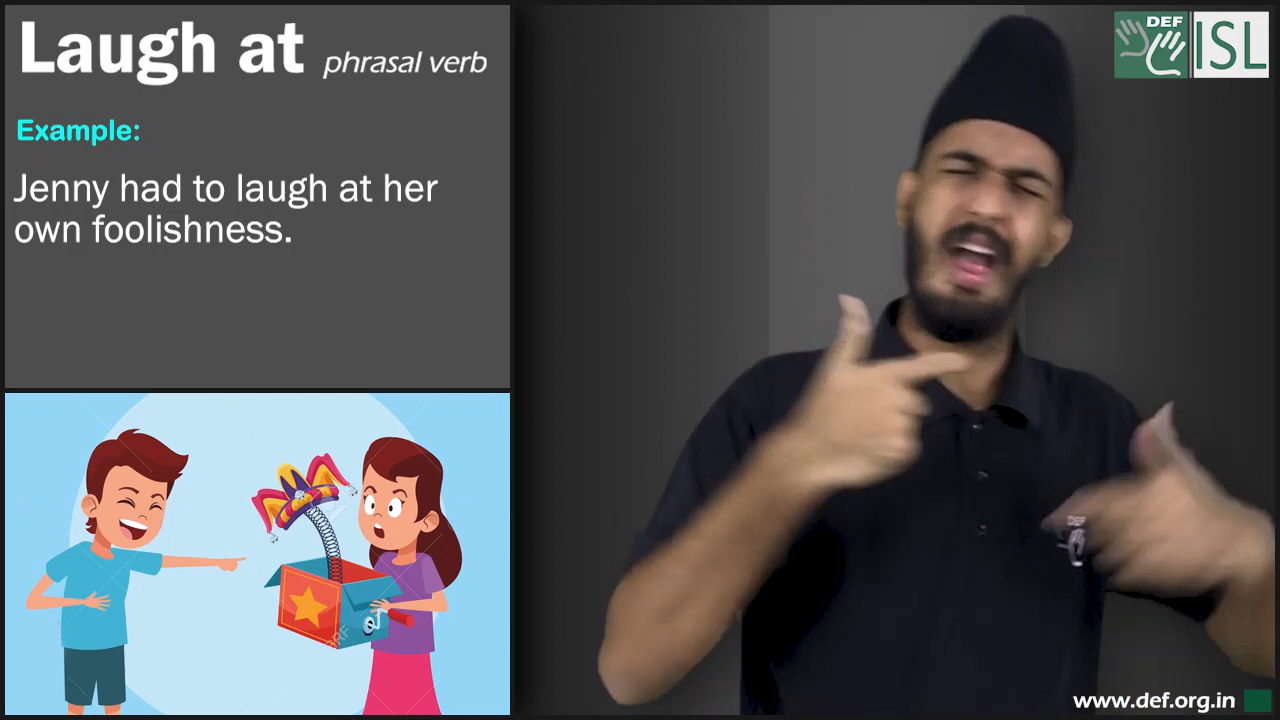 Laugh at phrasal verb
Example:
Jenny had to laugh at her
own foolishness.
DEF
ISL
www.def.org.in